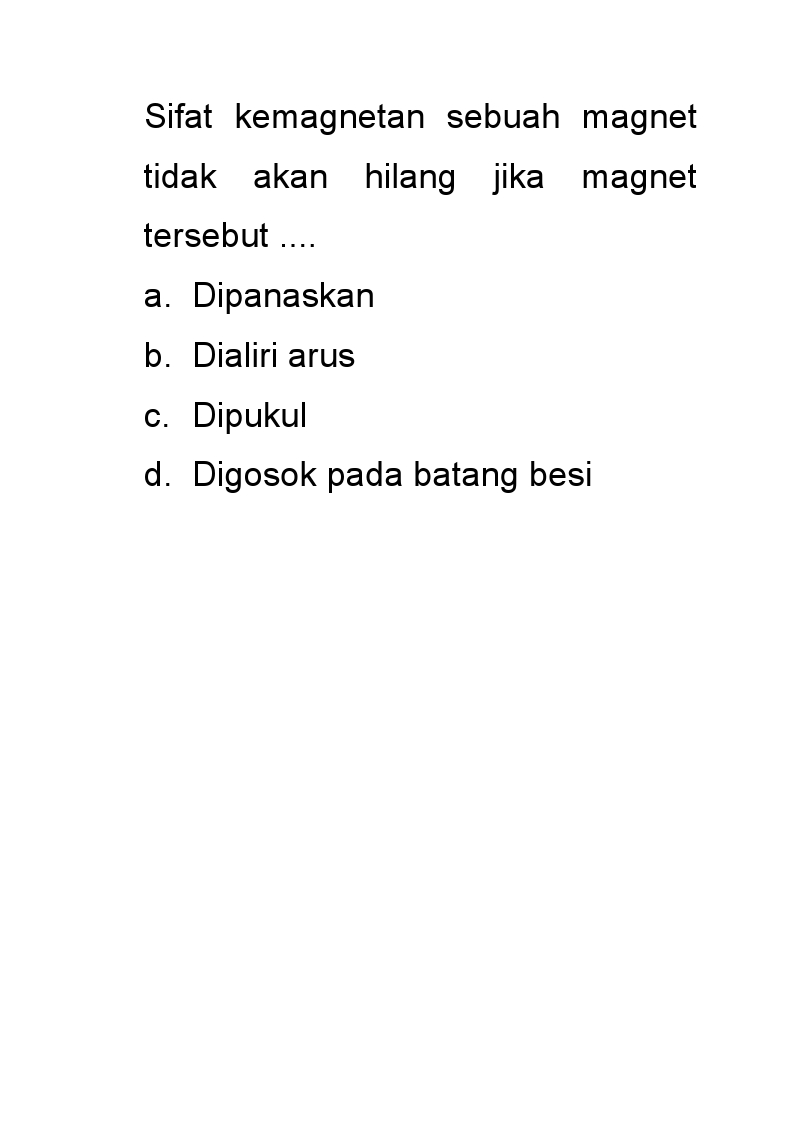 Sifat kemagnetan sebuah magnet
tidak akan hilang jika magnet
tersebut ....
a. Dipanaskan
b. Dialiri arus
c. Dipukul
d. Digosok pada batang besi